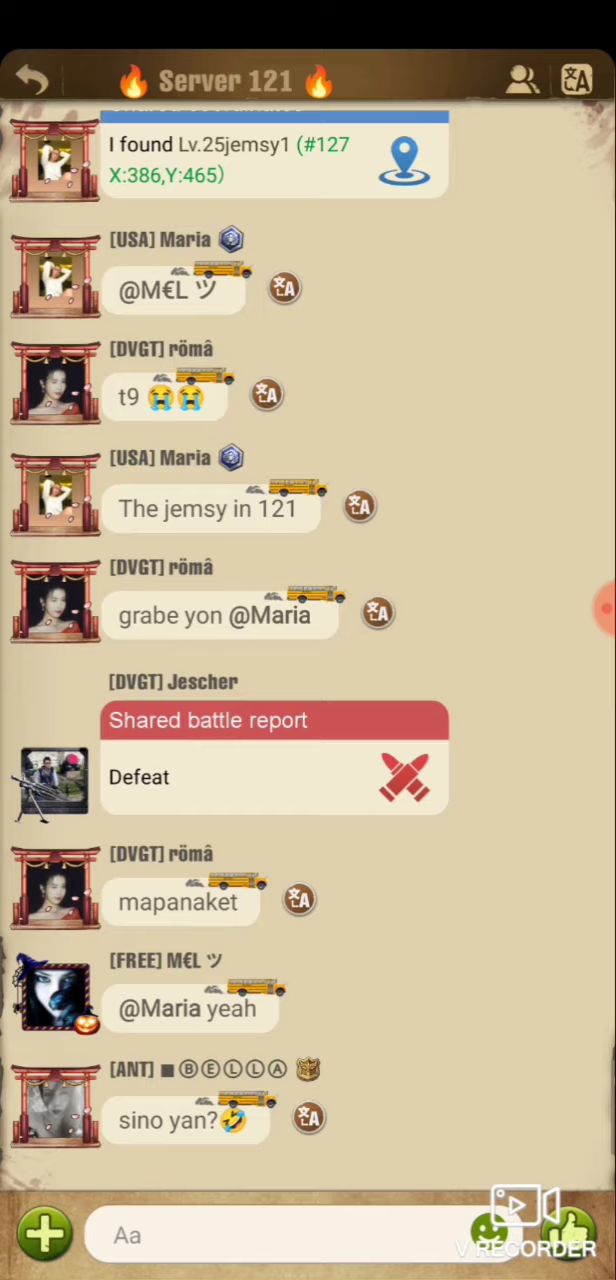 🔥 Server 121 🔥
I found Lv.25jemsy1 (#127
X:386,Y:465)
[USA] Maria
@M€L ツ
[DVGT] römâ
t9 😭😭
[USA] Maria
The jemsy in 121
[DVGT] römâ
grabe yon @Maria
[DVGT] Jescher
Shared battle report
Defeat
[DVGT] römâ
mapanaket
[FREE] M€L ツ
@Maria yeah
[ANT] ■ⒷⒺⓁⓁⒶ
sino yan?🤣
Aa
V RECORDER